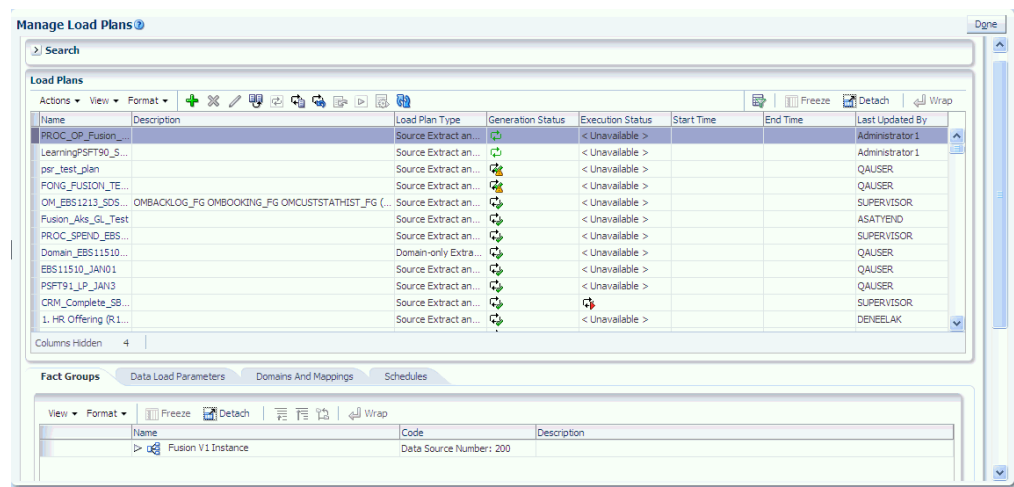 Manage Load Plans
Done
Search
Load Plans
Actions View Format Freeze Detach Wrap
Name Description Load Plan Type Generation Status Execution Status Start Time End Time Last Updated By
PROC_OP_Fusion_... Source Extract an... < Unavailable > Administrator1
LearningPSFT90_S... Source Extract an... < Unavailable > Administrator1
psr_test_plan Source Extract an... < Unavailable > QAUSER
FONG_FUSION_TE... Source Extract an... < Unavailable > QAUSER
OM_EBS1213_SDS... OMBACKLOG_FG OMBOOKING_FG OMCUSTSTATHIST_FG (... Source Extract an... < Unavailable > SUPERVISOR
Fusion_Aks_GL_Test Source Extract an... < Unavailable > ASATYEND
PROC_SPEND_EBS... Source Extract an... < Unavailable > SUPERVISOR
Domain_EBS11510... Domain-only Extra... < Unavailable > QAUSER
EBS11510_JAN01 Source Extract an... < Unavailable > QAUSER
PSFT91_LP_JAN3 Source Extract an... < Unavailable > QAUSER
CRM_Complete_SB... Source Extract an... SUPERVISOR
1. HR Offering (R1... Source Extract an... < Unavailable > DENEELAK
Columns Hidden 4
Fact Groups Data Load Parameters Domains And Mappings Schedules
View Format Freeze Detach Wrap
Name Code Description
Fusion V1 Instance Data Source Number: 200